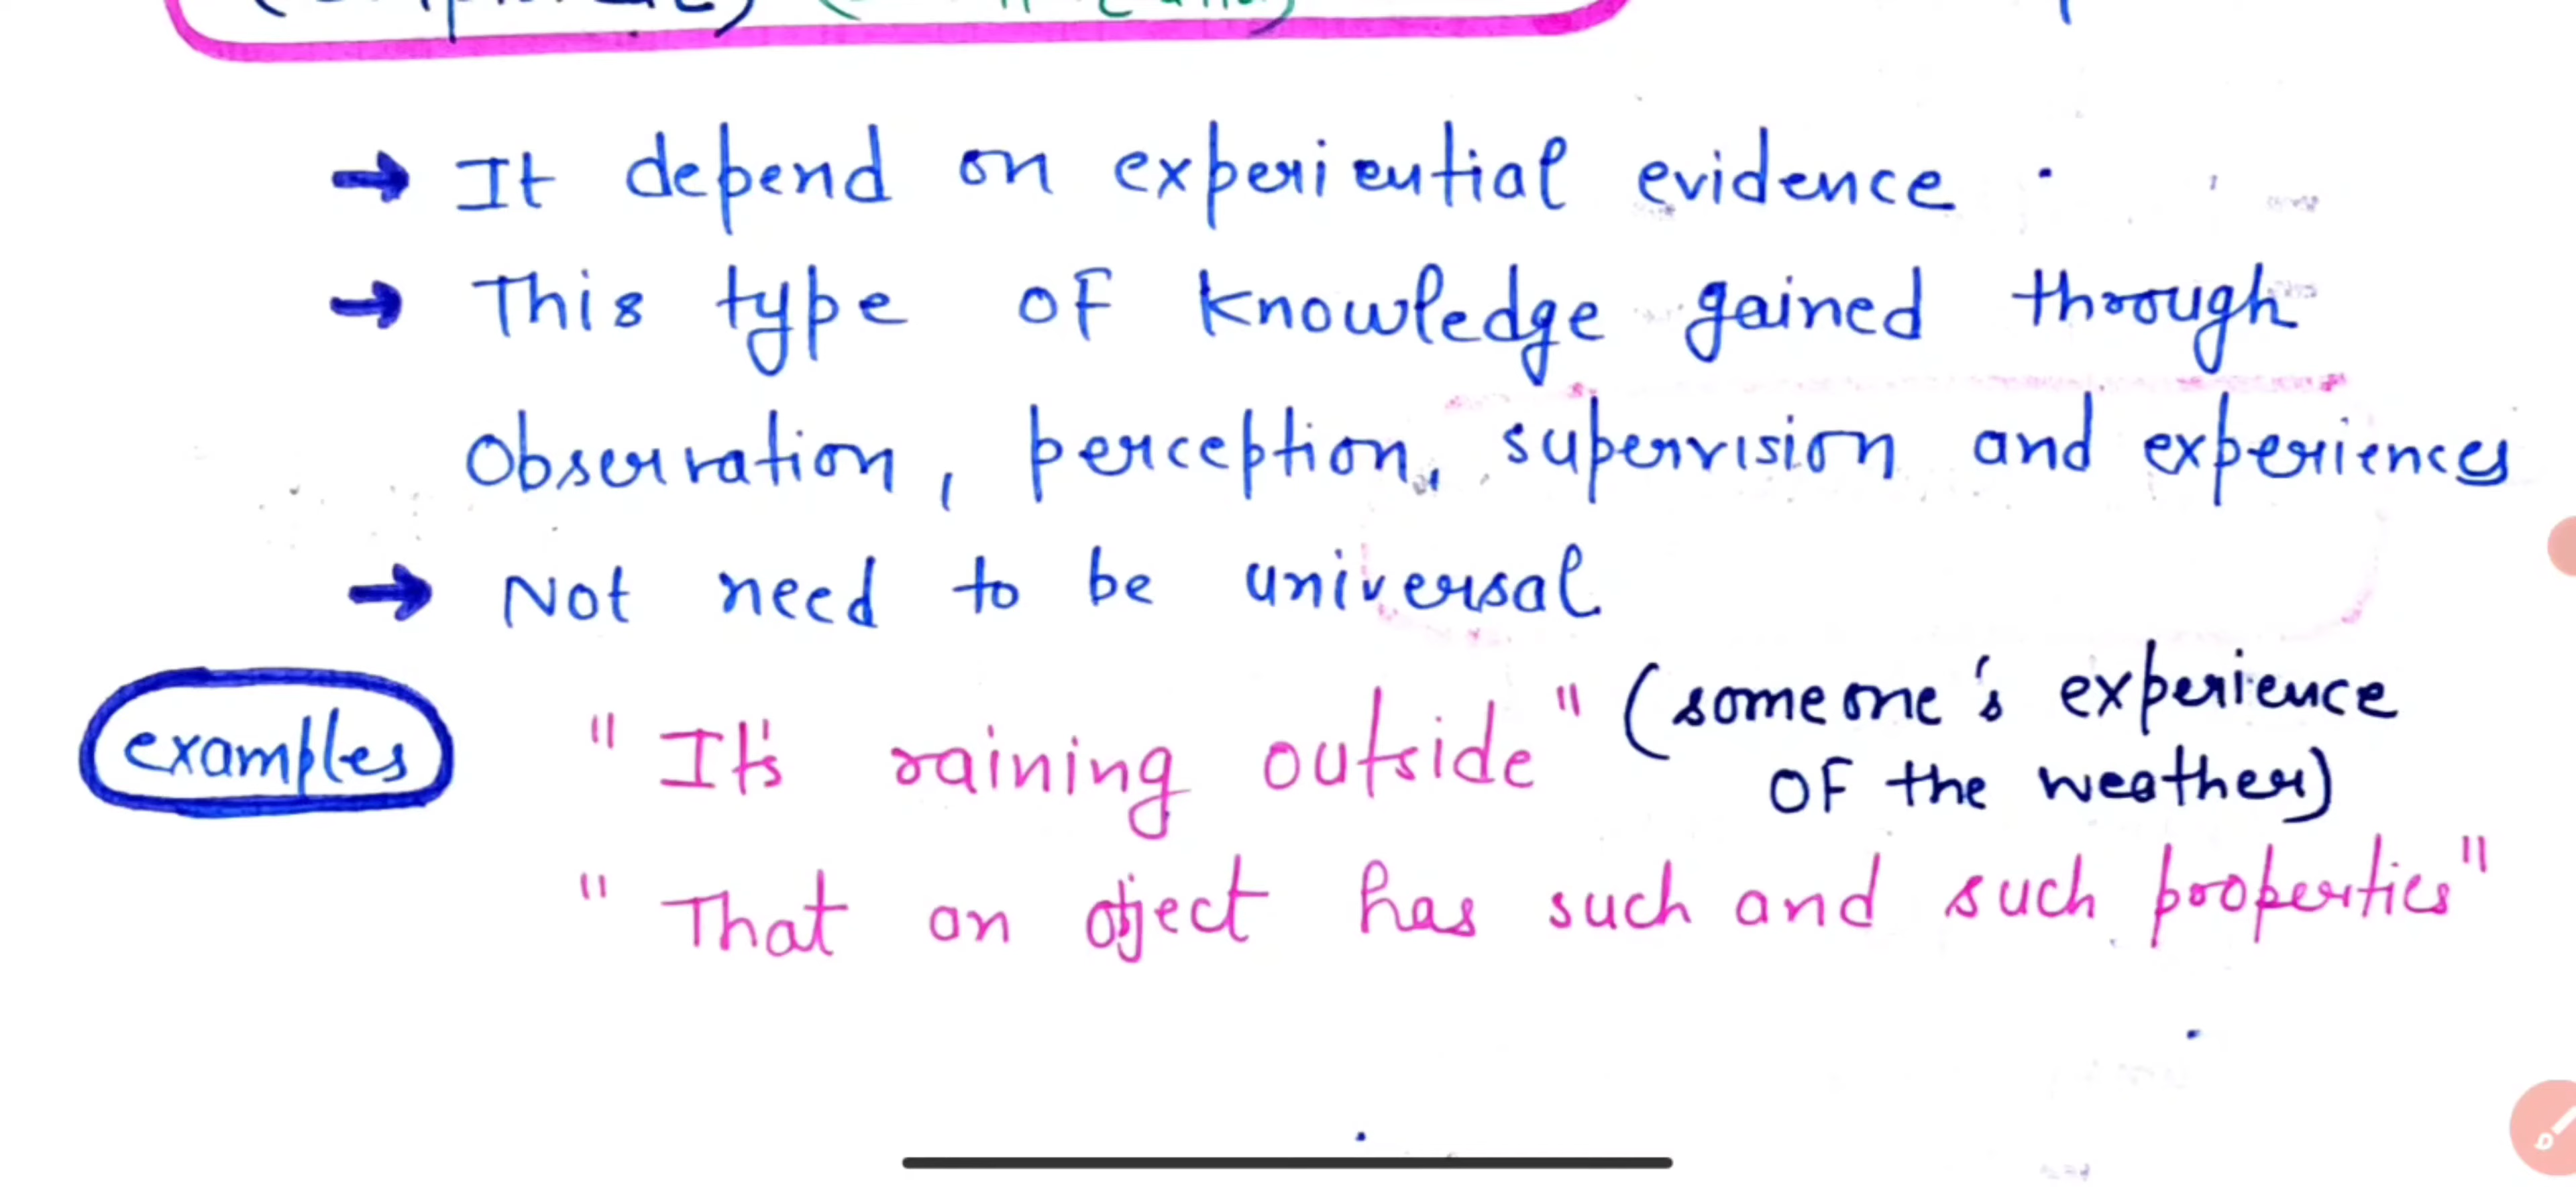 → It depend on experiential evidence.
→ This type of knowledge gained through
Observation, perception, supervision and experiences
→ Not need to be universal
examples "It's raining outside" (someone's experience
of the weather)
"That an oject has such and such properties"